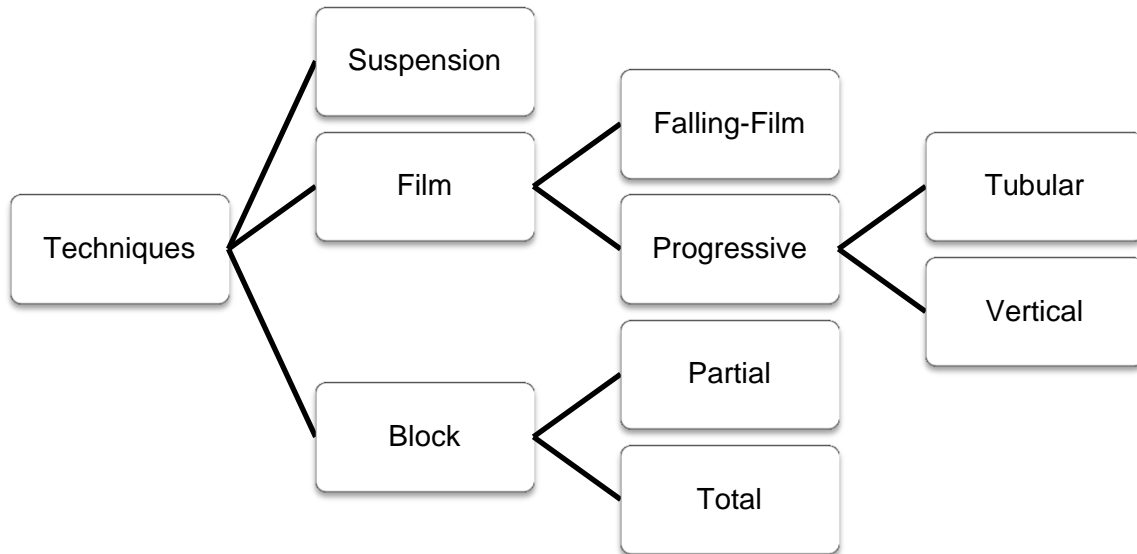 Techniques
Suspension
Film
Falling-Film
Progressive
Tubular
Vertical
Block
Partial
Total